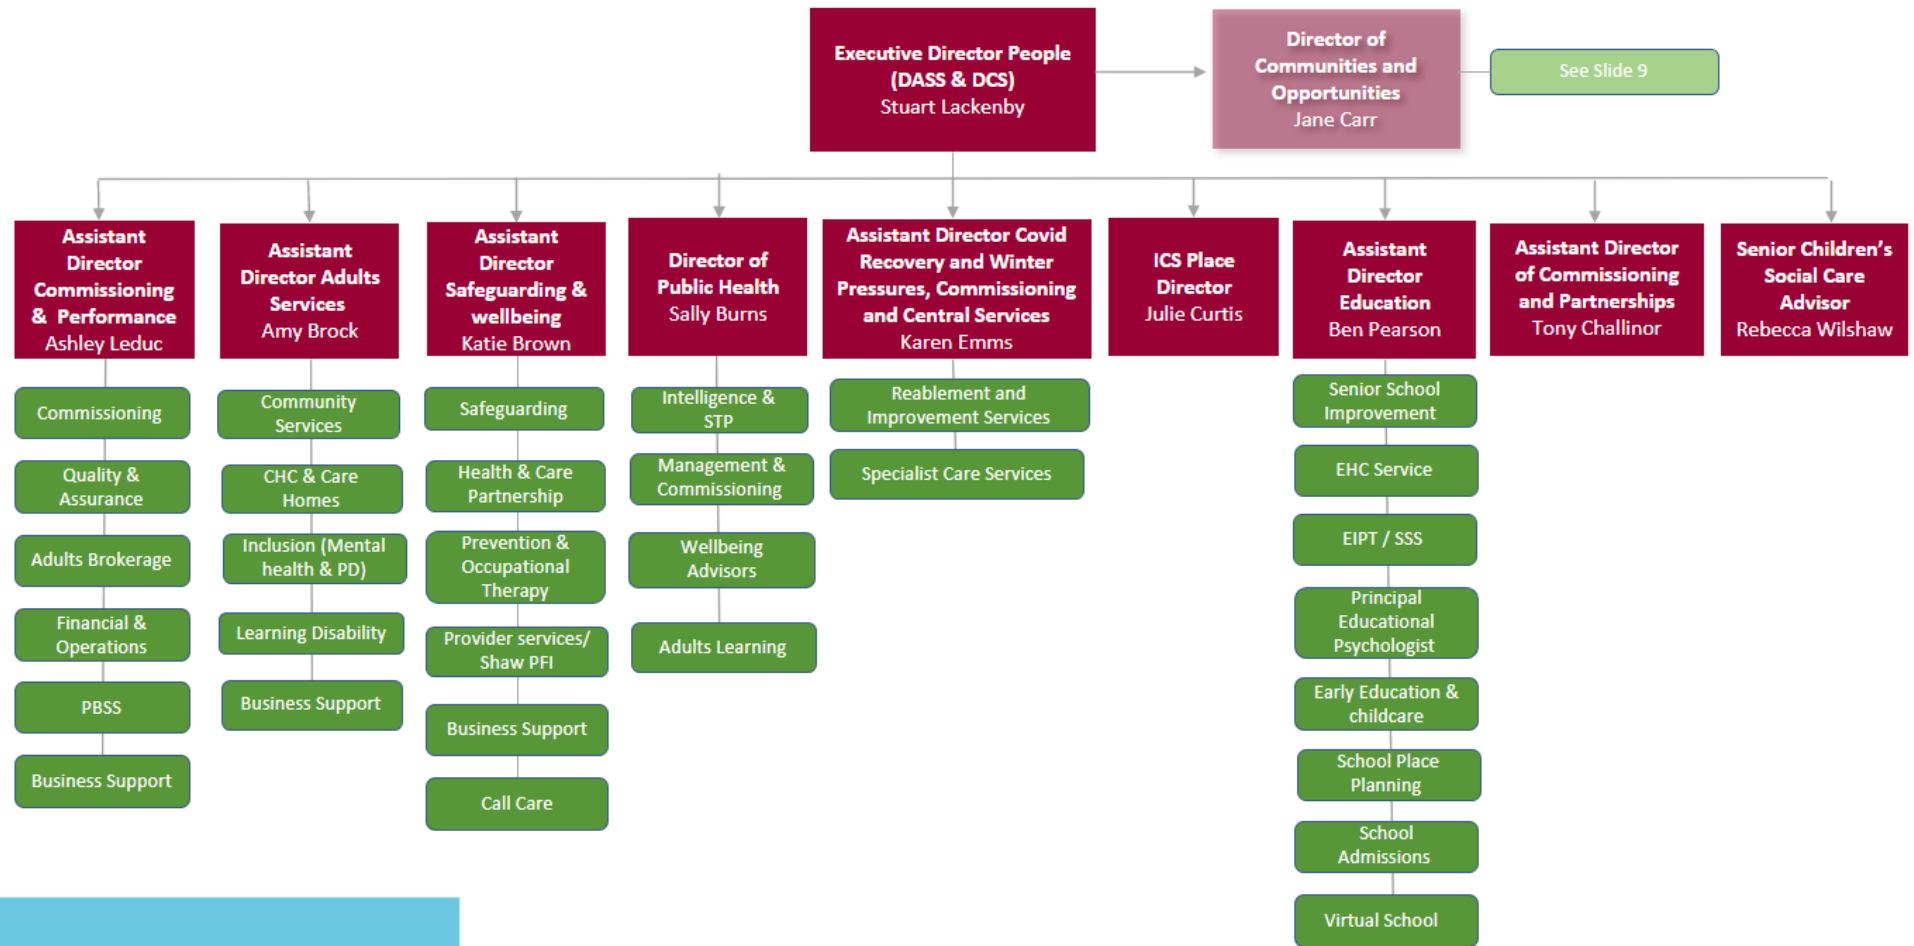 Executive Director People
(DASS & DCS)
Stuart Lackenby
Director of
Communities and
Opportunities
Jane Carr
See Slide 9
Assistant
Director
Commissioning
& Performance
Ashley Leduc
Commissioning
Quality &
Assurance
Adults Brokerage
Financial &
Operations
PBSS
Business Support
Assistant
Director Adults
Services
Amy Brock
Community
Services
CHC & Care
Homes
Inclusion (Mental
health & PD)
Learning Disability
Business Support
Assistant
Director
Safeguarding &
wellbeing
Katie Brown
Safeguarding
Health & Care
Partnership
Prevention &
Occupational
Therapy
Provider services/
Shaw PFI
Business Support
Call Care
Director of
Public Health
Sally Burns
Intelligence &
STP
Management &
Commissioning
Wellbeing
Advisors
Adults Learning
Assistant Director Covid
Recovery and Winter
Pressures, Commissioning
and Central Services
Karen Emms
Reablement and
Improvement Services
Specialist Care Services
ICS Place
Director
Julie Curtis
Assistant
Director
Education
Ben Pearson
Senior School
Improvement
EHC Service
EIPT / SSS
Principal
Educational
Psychologist
Early Education &
childcare
School Place
Planning
School
Admissions
Virtual School
Assistant Director
of Commissioning
and Partnerships
Tony Challinor
Senior Children's
Social Care
Advisor
Rebecca Wilshaw